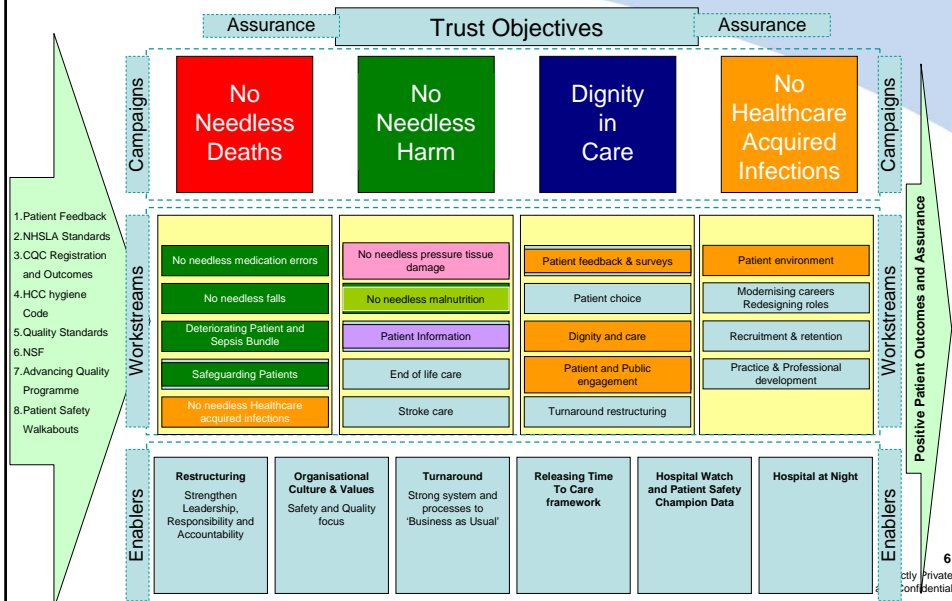 Assurance
Trust Objectives
Assurance
Campaigns
No
Needless
Deaths
No
Needless
Harm
Dignity
in
Care
No
Healthcare
Acquired
Infections
Campaigns
1.Patient Feedback
2.NHSLA Standards
3.CQC Registration
and Outcomes
4.HCC hygiene
Code
5.Quality Standards
6.NSF
7.Advancing Quality
Programme
8.Patient Safety
Walkabouts
Workstreams
No needless medication errors
No needless falls
Deteriorating Patient and
Sepsis Bundle
Safeguarding Patients
No needless Healthcare
acquired infections
No needless pressure tissue
damage
No needless malnutrition
Patient Information
End of life care
Stroke care
Patient feedback & surveys
Patient choice
Dignity and care
Patient and Public
engagement
Turnaround restructuring
Patient environment
Modernising careers
Redesigning roles
Recruitment & retention
Practice & Professional
development
Workstreams
Positive Patient Outcomes and Assurance
Enablers
Restructuring
Strengthen
Leadership,
Responsibility and
Accountability
Organisational
Culture & Values
Safety and Quality
focus
Turnaround
Strong system and
processes to
‘Business as Usual’
Releasing Time
To Care
framework
Hospital Watch
and Patient Safety
Champion Data
Hospital at Night
Enablers
6
ctly Private
Confidential